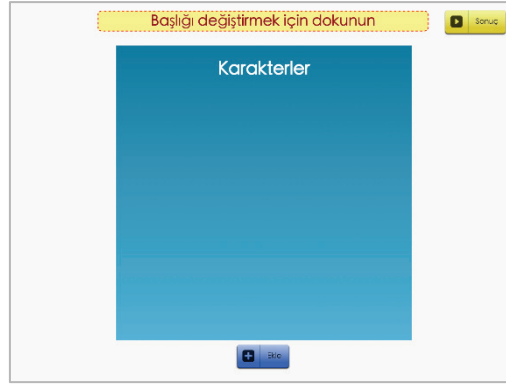 Başlığı değiştirmek için dokunun
Sonuç
Karakterler
Ekle